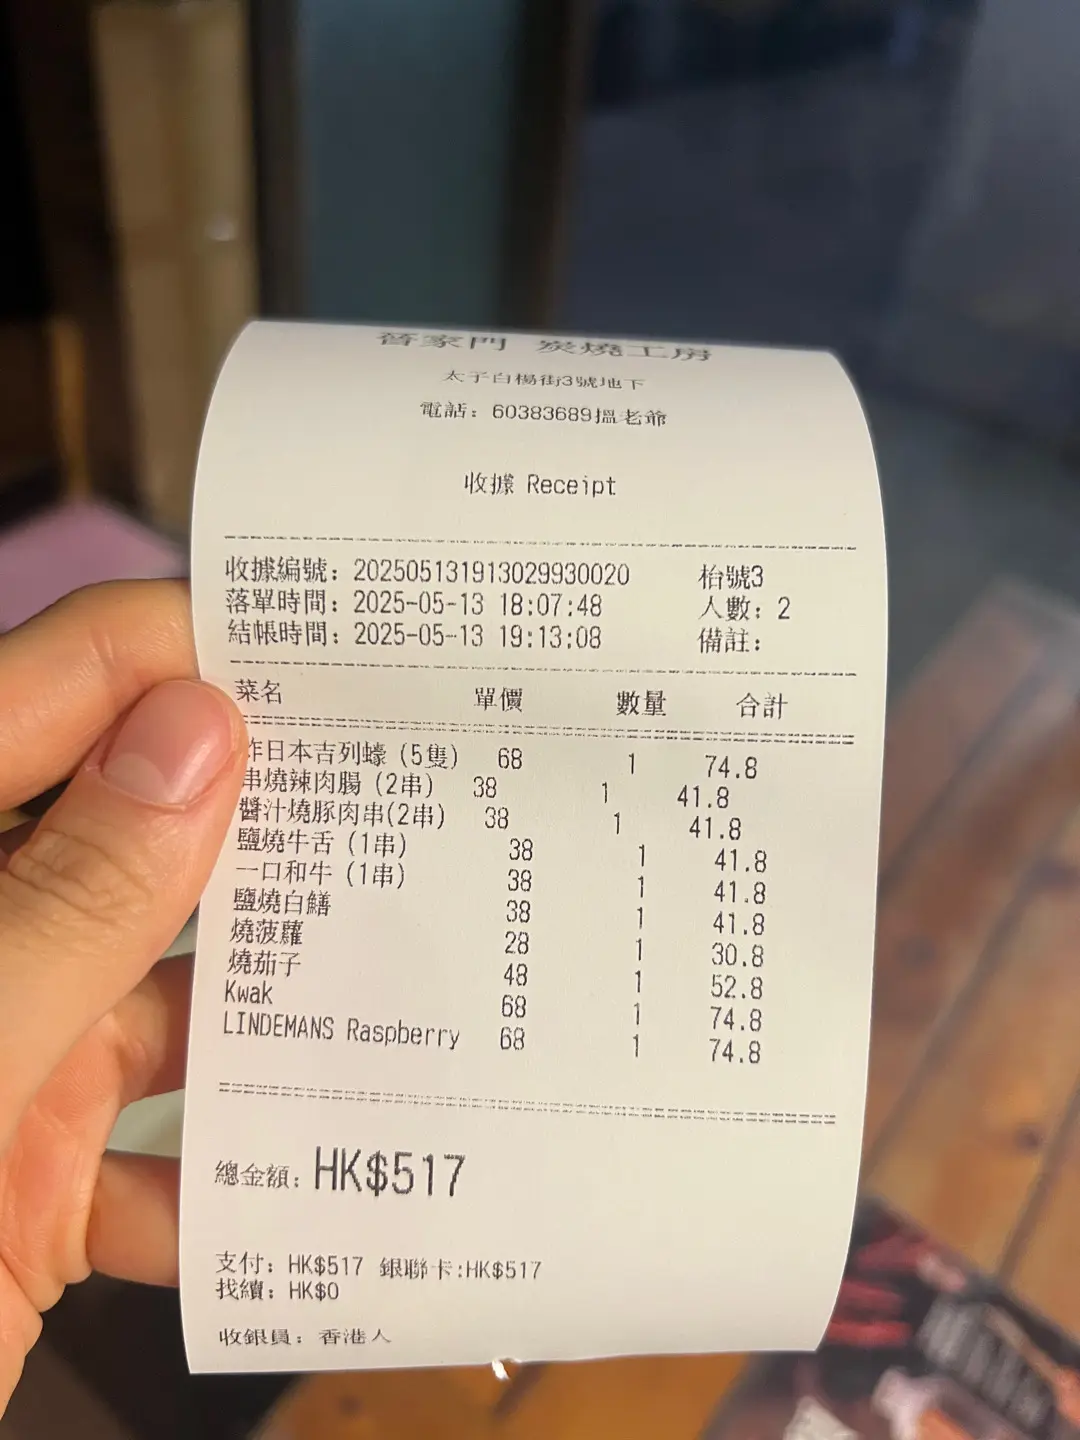 家門 炭燒工房
太子白楊街3號地下
電話：60383689搵老爺
收據 Receipt
收據編號：2025051319130299300​20 枱號3
落單時間：2025-05-13 18:07:48 人數：2
結帳時間：2025-05-13 19:13:08 備註：
菜名 單價 數量 合計
炸日本吉列蠔（5隻） 68 1 74.8
串燒辣肉腸（2串） 38 1 41.8
醬汁燒豚肉串(2串) 38 1 41.8
鹽燒牛舌（1串） 38 1 41.8
一口和牛（1串） 38 1 41.8
鹽燒白鱔 38 1 41.8
燒菠蘿 28 1 30.8
燒茄子 48 1 52.8
Kwak 68 1 74.8
LINDEMANS Raspberry 68 1 74.8
總金額：HK$517
支付：HK$517 銀聯卡:HK$517
找續：HK$0
收銀員：香港人